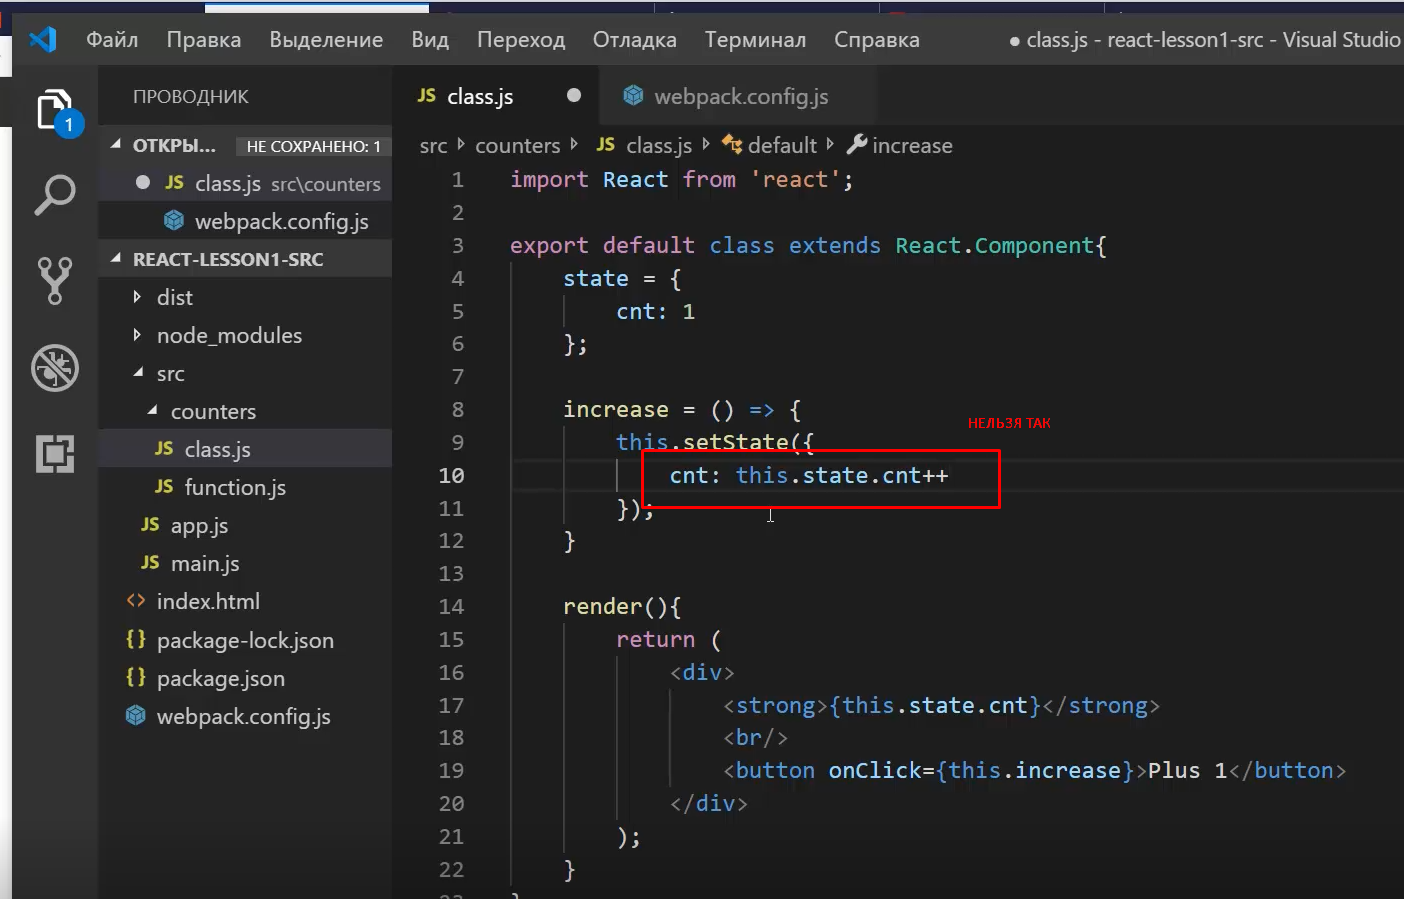 Файл Правка Выделение Вид Переход Отладка Терминал Справка ● class.js - react-lesson1-src - Visual Studio
ПРОВОДНИК
ОТКРЫ... НЕ СОХРАНЕНО: 1
JS class.js src\counters
webpack.config.js
REACT-LESSON1-SRC
dist
node_modules
src
counters
JS class.js
JS function.js
JS app.js
JS main.js
<> index.html
{} package-lock.json
{} package.json
webpack.config.js
1
JS class.js ● webpack.config.js
src counters JS class.js default increase
1 import React from 'react';
2
3 export default class extends React.Component{
4 state = {
5 cnt: 1
6 };
7
8 increase = () => {
НЕЛЬЗЯ ТАК
9 this.setState({
10 cnt: this.state.cnt++
11 });
12 }
13
14 render(){
15 return (
16 <div>
17 <strong>{this.state.cnt}</strong>
18 <br/>
19 <button onClick={this.increase}>Plus 1</button>
20 </div>
21 );
22 }